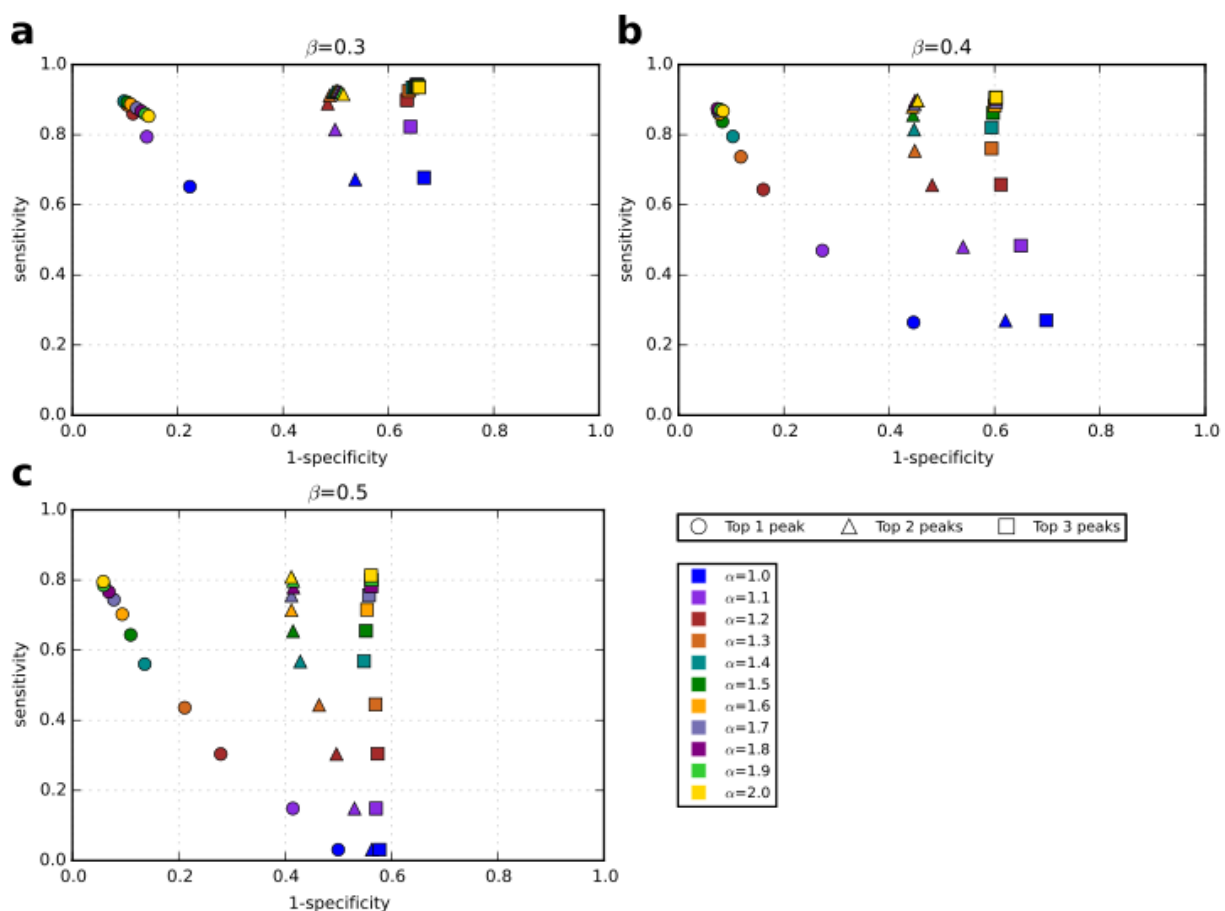 a
β=0.3
1.0
0.8
0.6
0.4
0.2
0.0
sensitivity
0.0 0.2 0.4 0.6 0.8 1.0
1-specificity
b
β=0.4
1.0
0.8
0.6
0.4
0.2
0.0
sensitivity
0.0 0.2 0.4 0.6 0.8 1.0
1-specificity
c
β=0.5
1.0
0.8
0.6
0.4
0.2
0.0
sensitivity
0.0 0.2 0.4 0.6 0.8 1.0
1-specificity
Top 1 peak Top 2 peaks Top 3 peaks
α=1.0
α=1.1
α=1.2
α=1.3
α=1.4
α=1.5
α=1.6
α=1.7
α=1.8
α=1.9
α=2.0